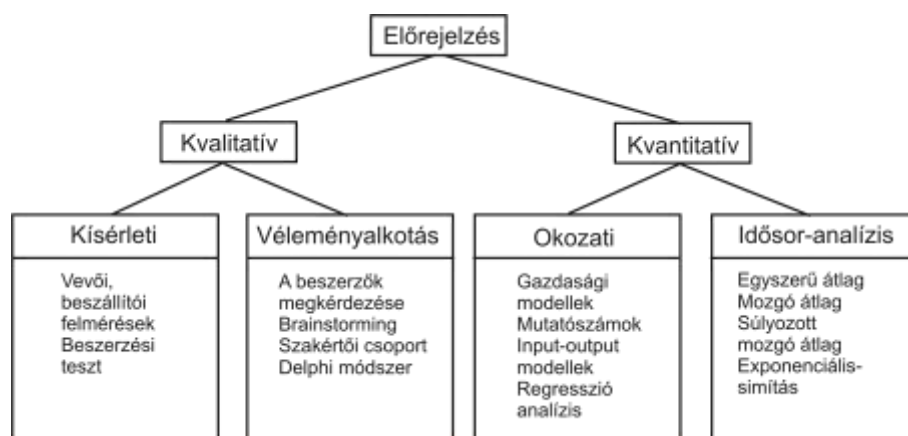 Előrejelzés
Kvalitatív
Kvantitatív
Kísérleti
Vevői,
beszállítói
felmérések
Beszerzési
teszt
Véleményalkotás
A beszerzők
megkérdezése
Brainstorming
Szakértői csoport
Delphi módszer
Okozati
Gazdasági
modellek
Mutatószámok
Input-output
modellek
Regresszió
analízis
Idősor-analízis
Egyszerű átlag
Mozgó átlag
Súlyozott
mozgó átlag
Exponenciális-
simítás